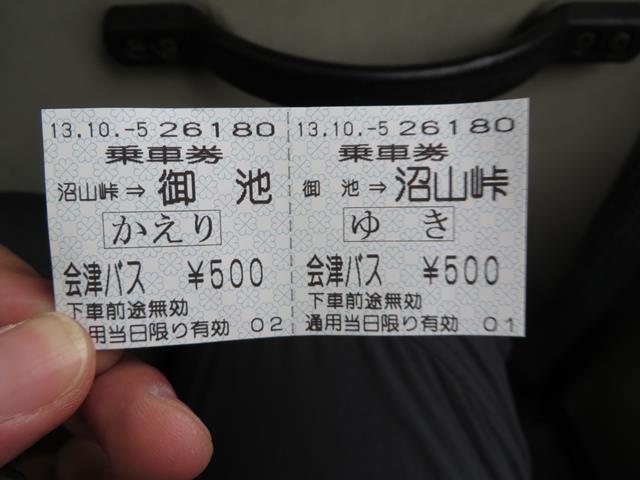 13.10.-5 26180
乗車券
沼山峠⇒御池
かえり
会津バス ¥500
下車前途無効
用当日限り有効 02
13.10.-5 26180
乗車券
御池⇒沼山峠
ゆき
会津バス ¥500
下車前途無効
通用当日限り有効 01